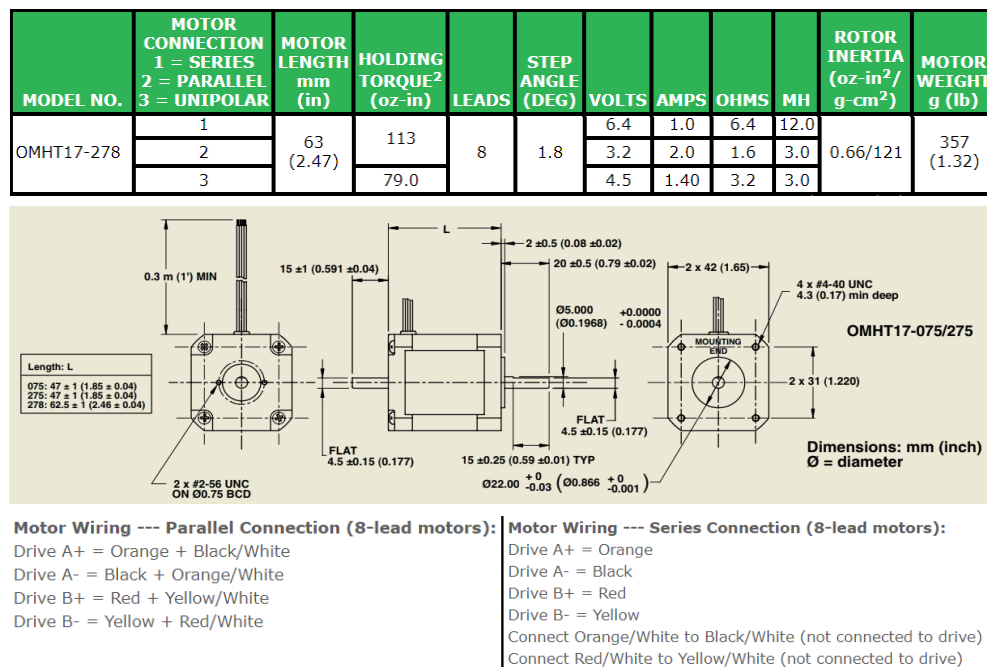 MODEL NO.
MOTOR
CONNECTION
1 = SERIES
2 = PARALLEL
3 = UNIPOLAR
MOTOR
LENGTH
mm
(in)
HOLDING
TORQUE2
(oz-in)
LEADS
STEP
ANGLE
(DEG)
VOLTS
AMPS
OHMS
MH
ROTOR
INERTIA
(oz-in2/
g-cm2)
MOTOR
WEIGHT
g (lb)
OMHT17-278
1
2
3
63
(2.47)
113
79.0
8
1.8
6.4 1.0 6.4 12.0
3.2 2.0 1.6 3.0
4.5 1.40 3.2 3.0
0.66/121
357
(1.32)
0.3 m (1') MIN
15 ±1 (0.591 ±0.04)
L
2 ±0.5 (0.08 ±0.02)
20 ±0.5 (0.79 ±0.02)
2 x 42 (1.65)
4 x #4-40 UNC
4.3 (0.17) min deep
Ø5.000
(Ø0.1968)
+0.0000
- 0.0004
OMHT17-075/275
MOUNTING
END
Length: L
075: 47 ± 1 (1.85 ± 0.04)
275: 47 ± 1 (1.85 ± 0.04)
278: 62.5 ± 1 (2.46 ± 0.04)
2 x 31 (1.220)
FLAT
4.5 ±0.15 (0.177)
FLAT
4.5 ±0.15 (0.177)
15 ±0.25 (0.59 ±0.01) TYP
2 x #2-56 UNC
ON Ø0.75 BCD
Ø22.00 +0 -0.03 (Ø0.866 +0 -0.001)
Dimensions: mm (inch)
Ø = diameter
Motor Wiring --- Parallel Connection (8-lead motors):
Drive A+ = Orange + Black/White
Drive A- = Black + Orange/White
Drive B+ = Red + Yellow/White
Drive B- = Yellow + Red/White
Motor Wiring --- Series Connection (8-lead motors):
Drive A+ = Orange
Drive A- = Black
Drive B+ = Red
Drive B- = Yellow
Connect Orange/White to Black/White (not connected to drive)
Connect Red/White to Yellow/White (not connected to drive)